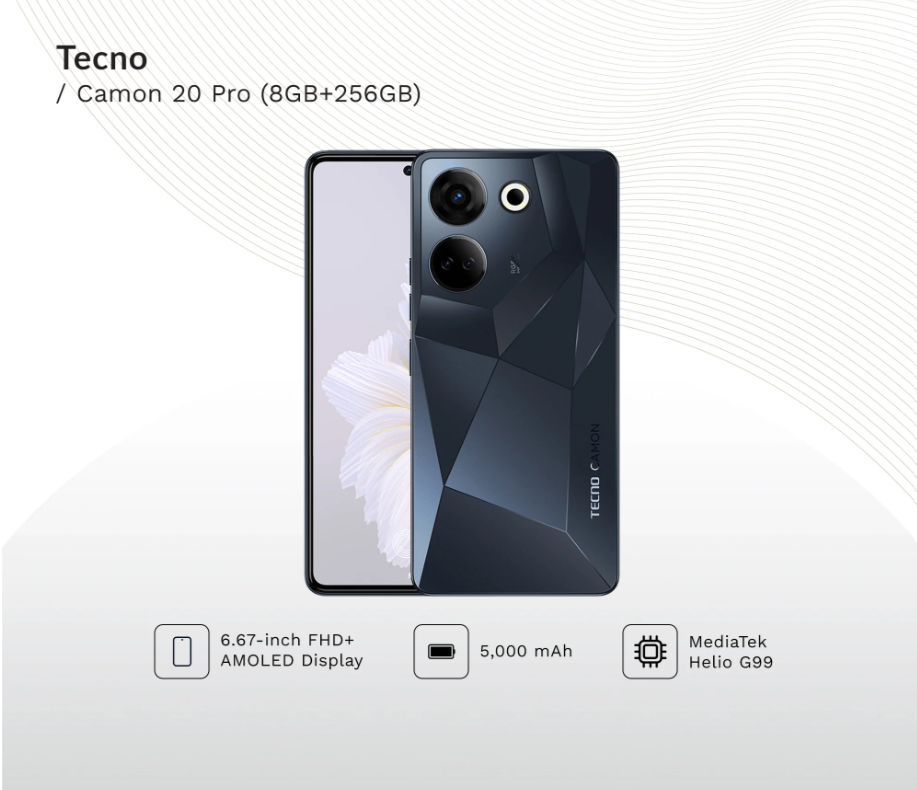 Tecno
/ Camon 20 Pro (8GB+256GB)
TECNO CAMON
6.67-inch FHD+
AMOLED Display
5,000 mAh
MediaTek
Helio G99